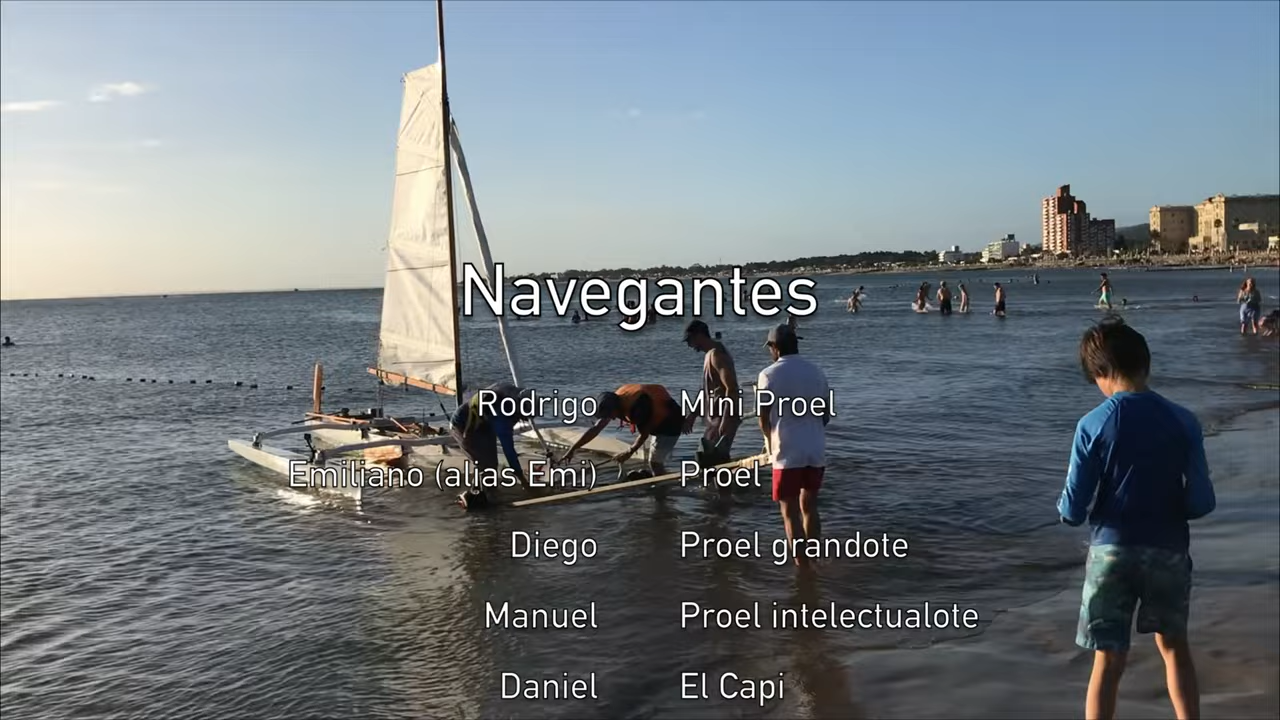 Navegantes
Rodrigo Mini Proel
Emiliano (alias Emi) Proel
Diego Proel grandote
Manuel Proel intelectualote
Daniel El Capi